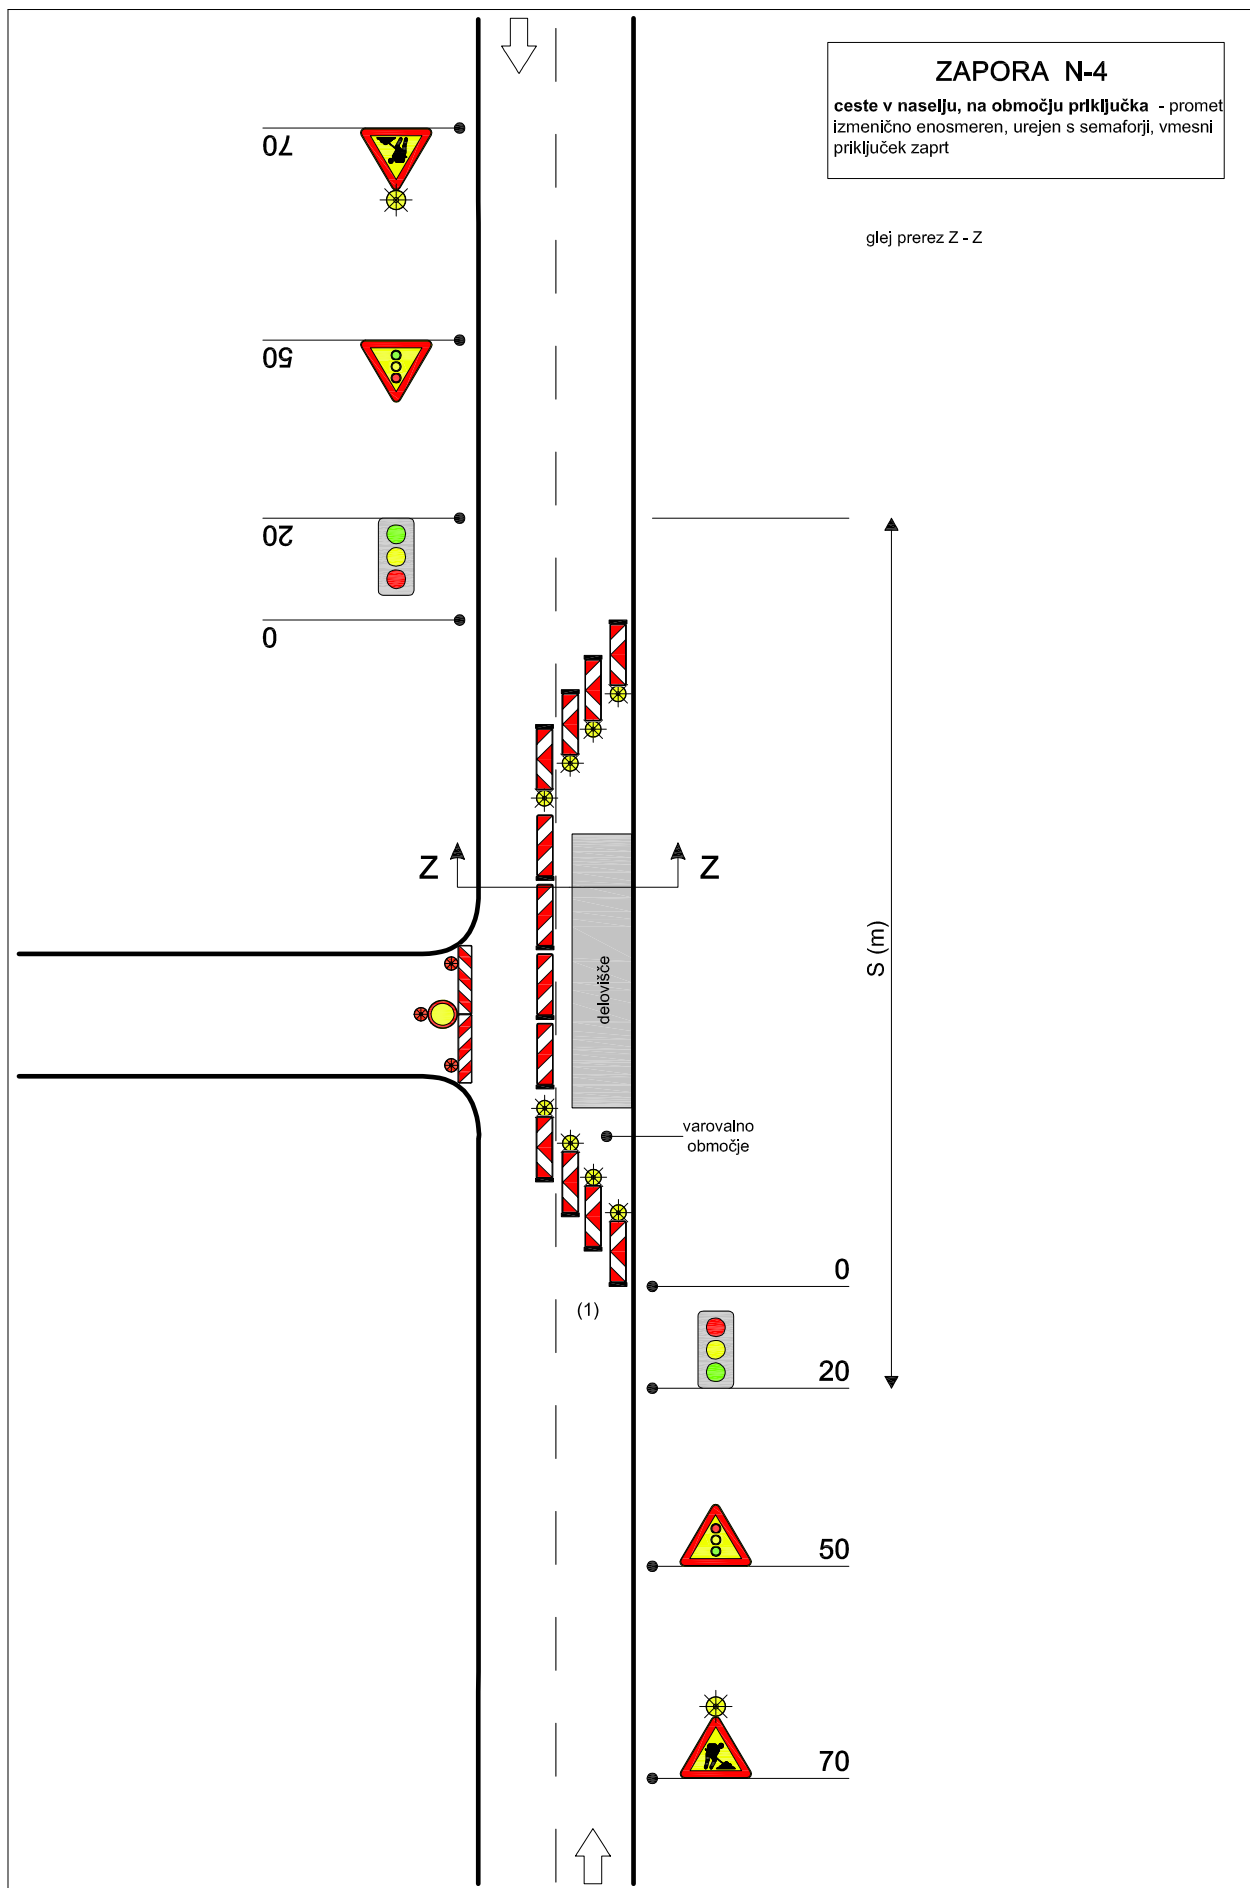 ZAPORA N-4
ceste v naselju, na območju priključka - promet
izmenično enosmeren, urejen s semaforji, vmesni
priključek zaprt
glej prerez Z - Z
70
50
20
0
Z
Z
S (m)
delovišče
varovalno
območje
0
(1)
20
50
70